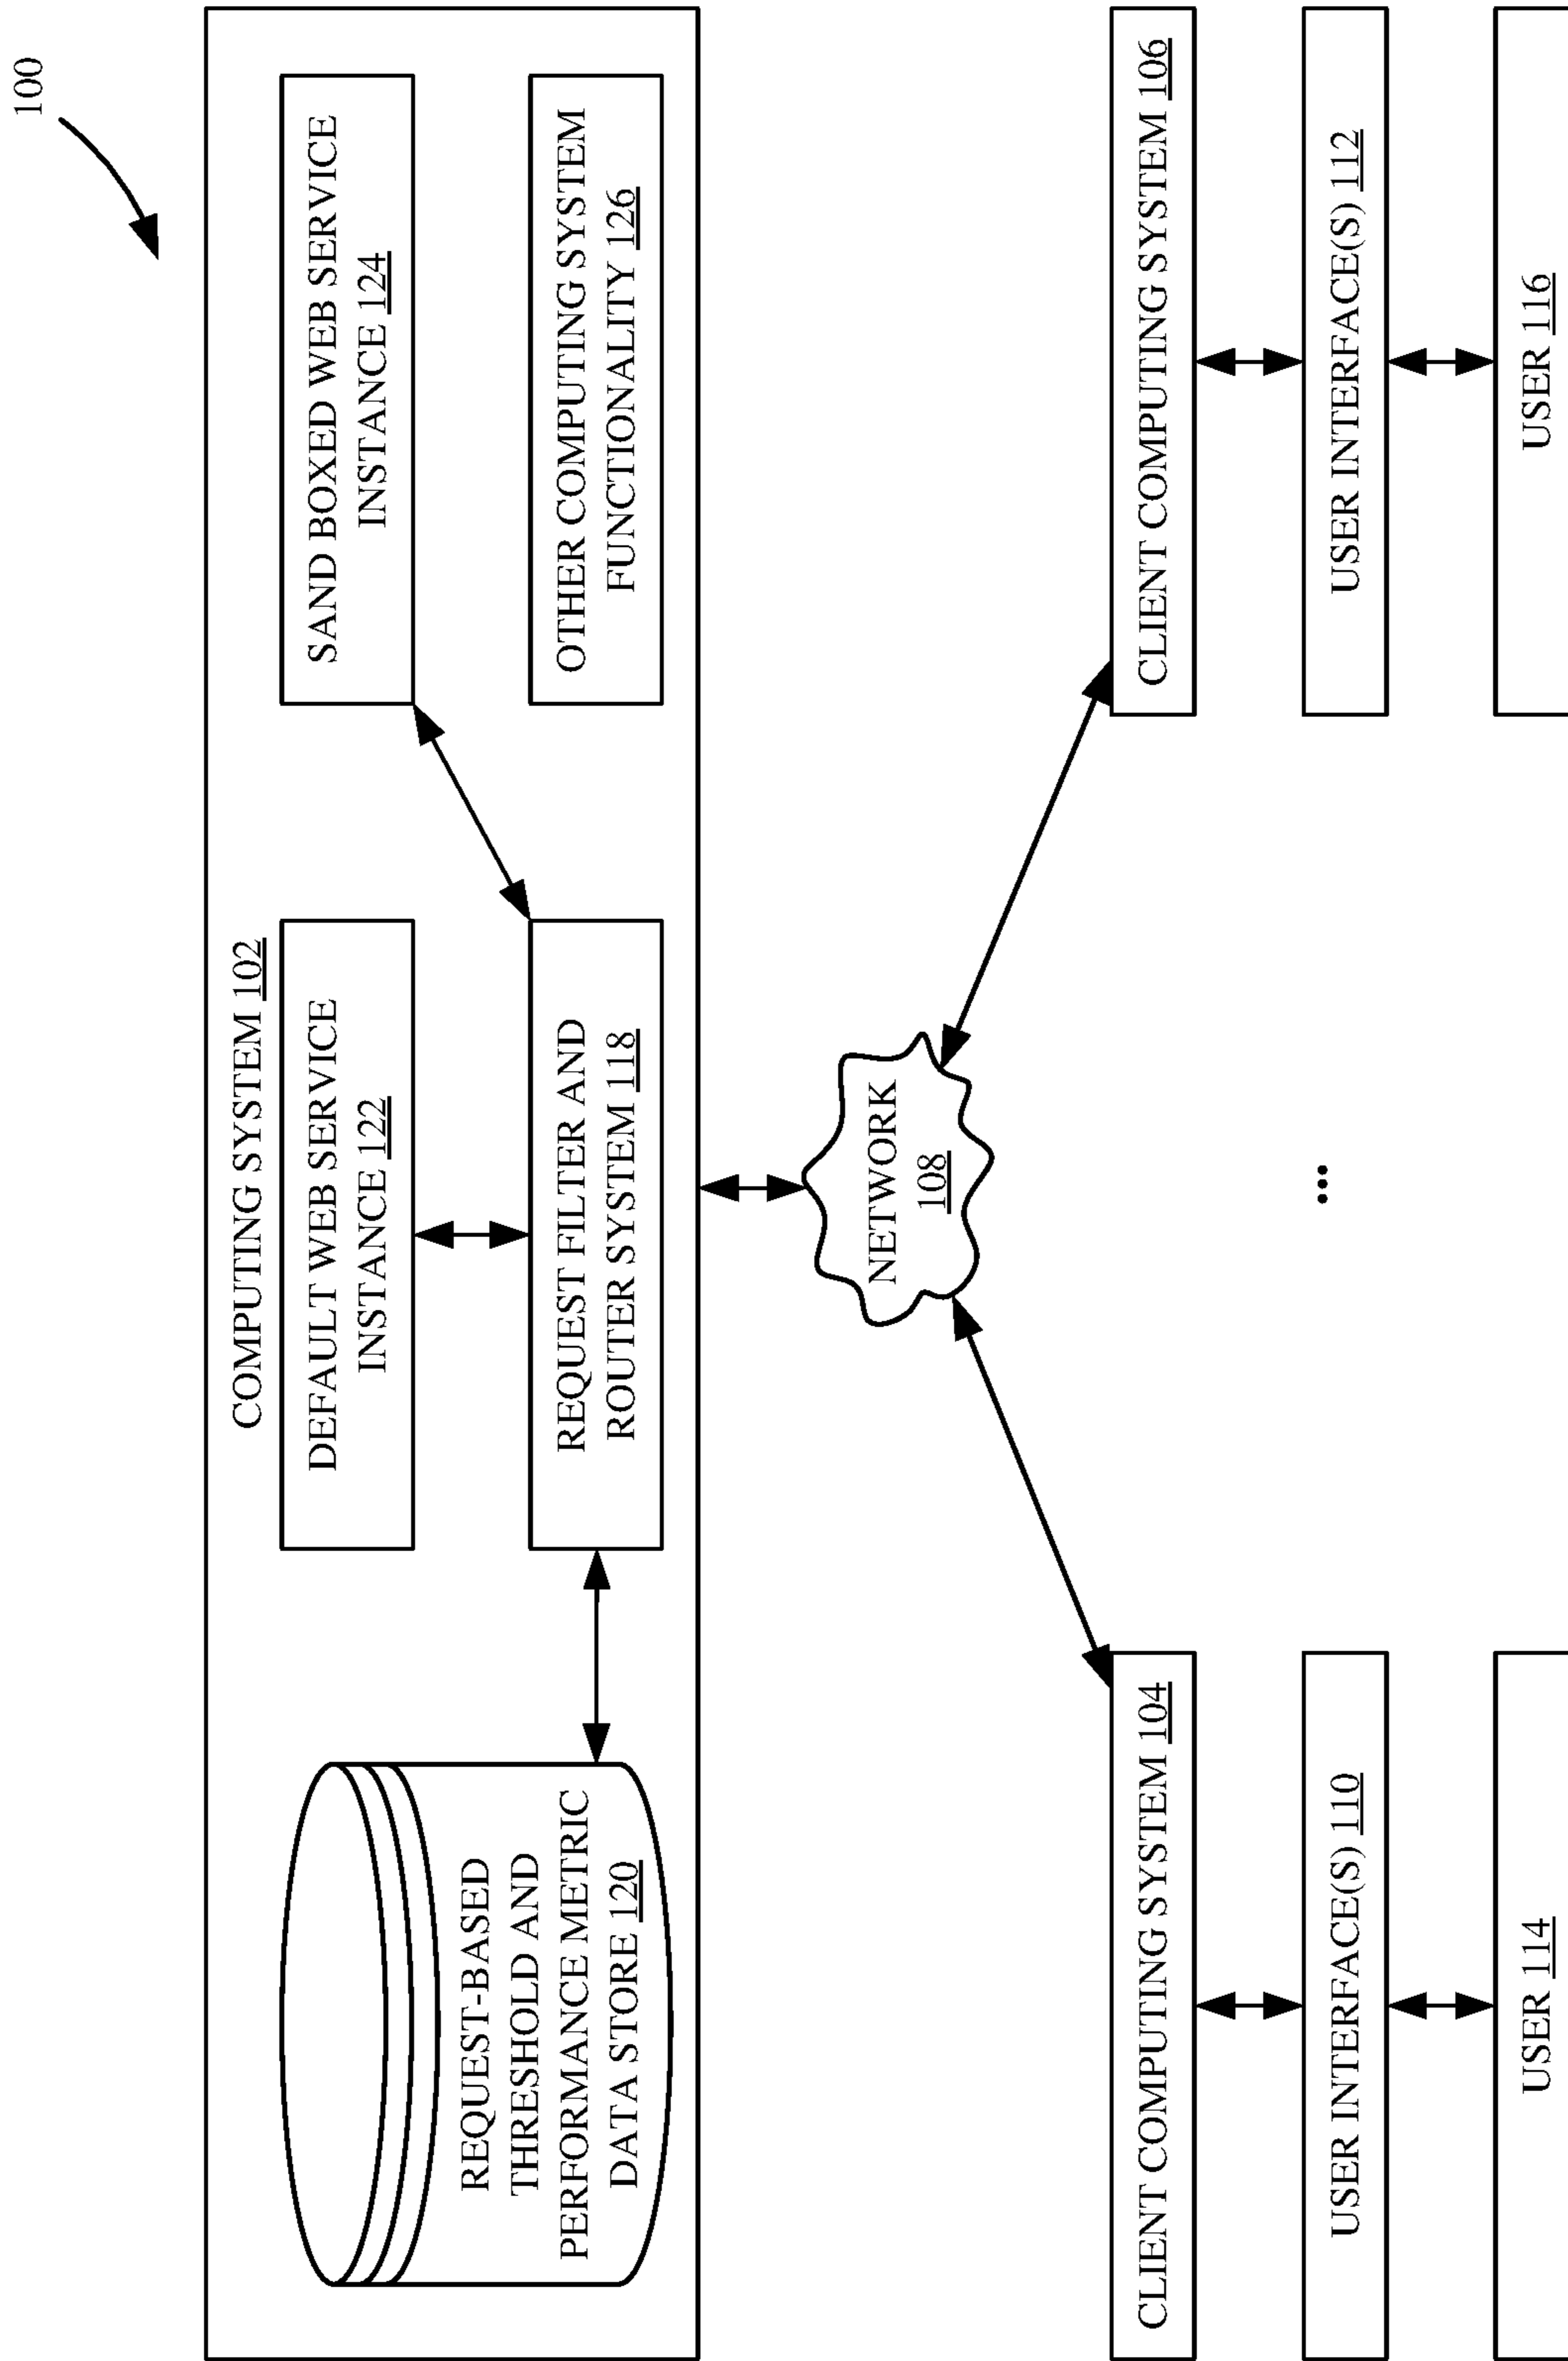 100
COMPUTING SYSTEM 102
REQUEST-BASED
THRESHOLD AND
PERFORMANCE METRIC
DATA STORE 120
DEFAULT WEB SERVICE
INSTANCE 122
SAND BOXED WEB SERVICE
INSTANCE 124
REQUEST FILTER AND
ROUTER SYSTEM 118
OTHER COMPUTING SYSTEM
FUNCTIONALITY 126
NETWORK
108
CLIENT COMPUTING SYSTEM 104
CLIENT COMPUTING SYSTEM 106
USER INTERFACE(S) 110
...
USER INTERFACE(S) 112
USER 114
USER 116